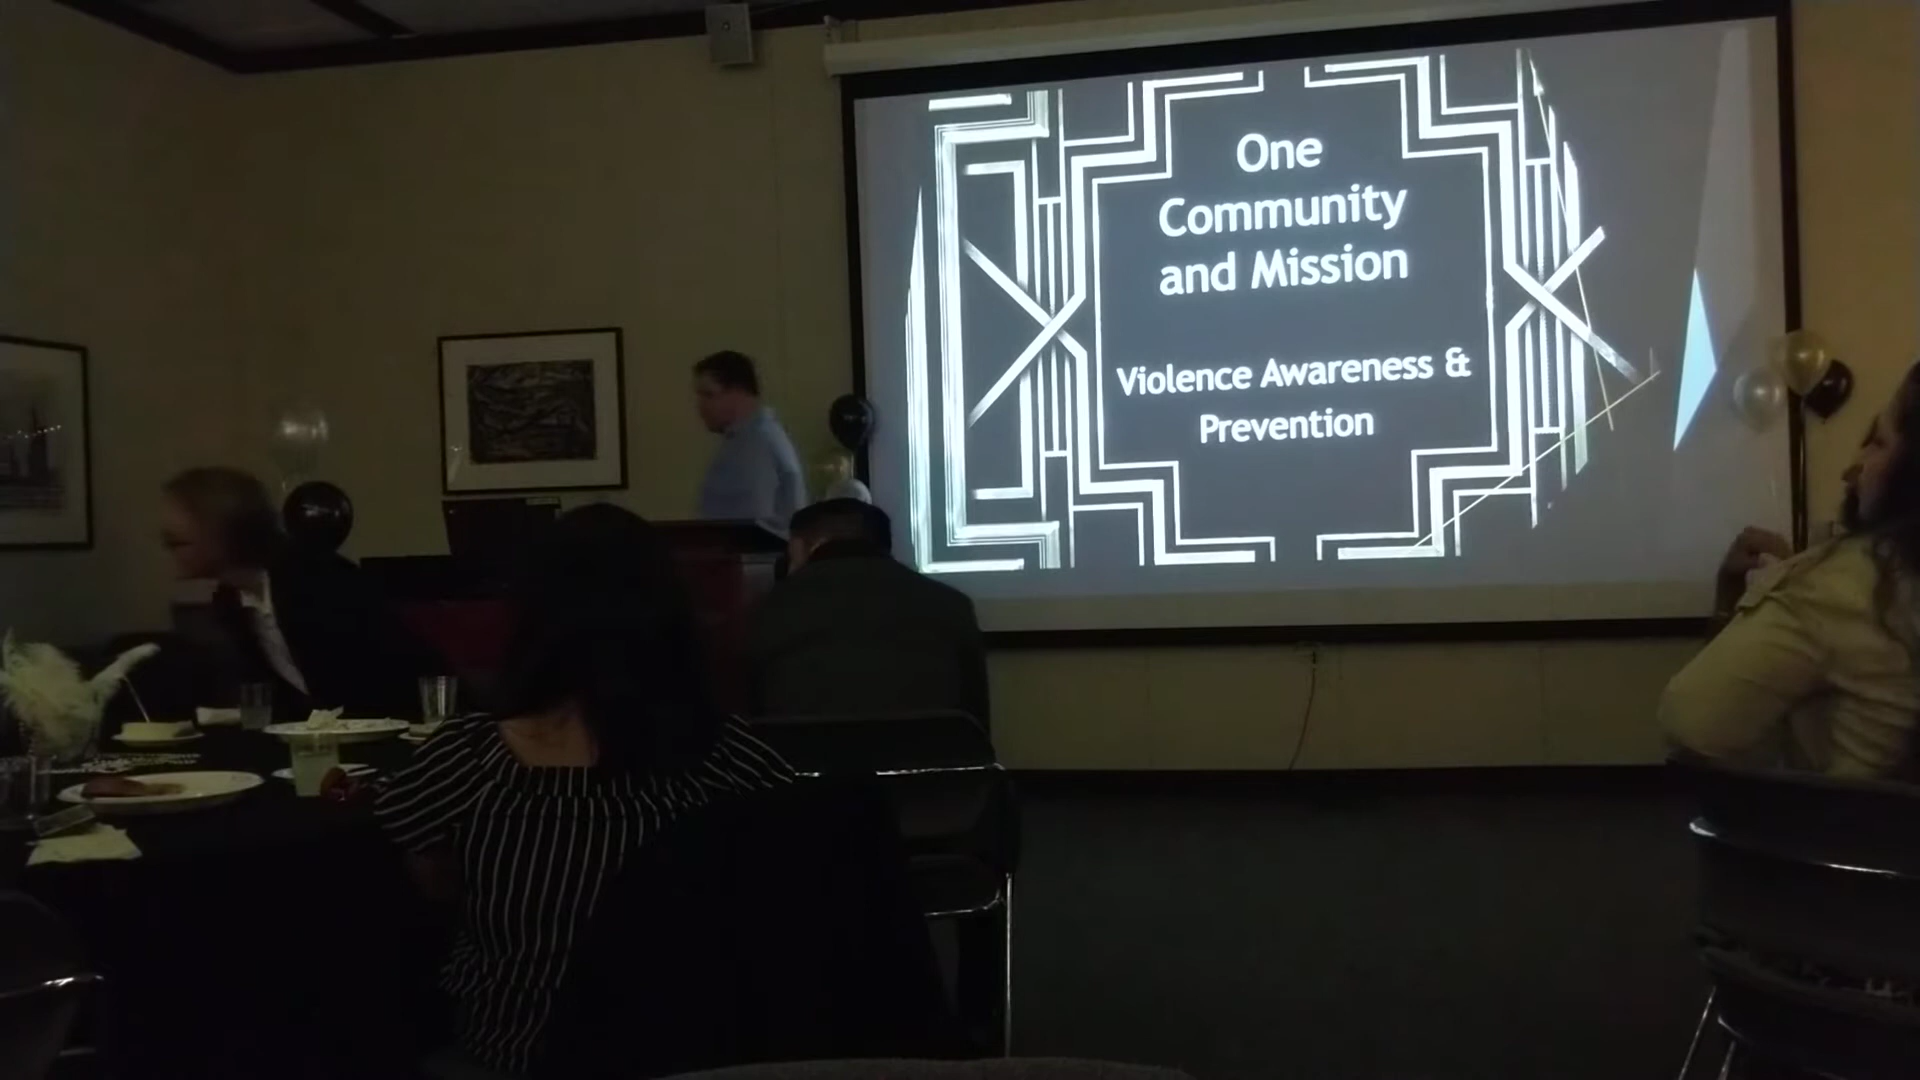 One
Community
and Mission
Violence Awareness &
Prevention